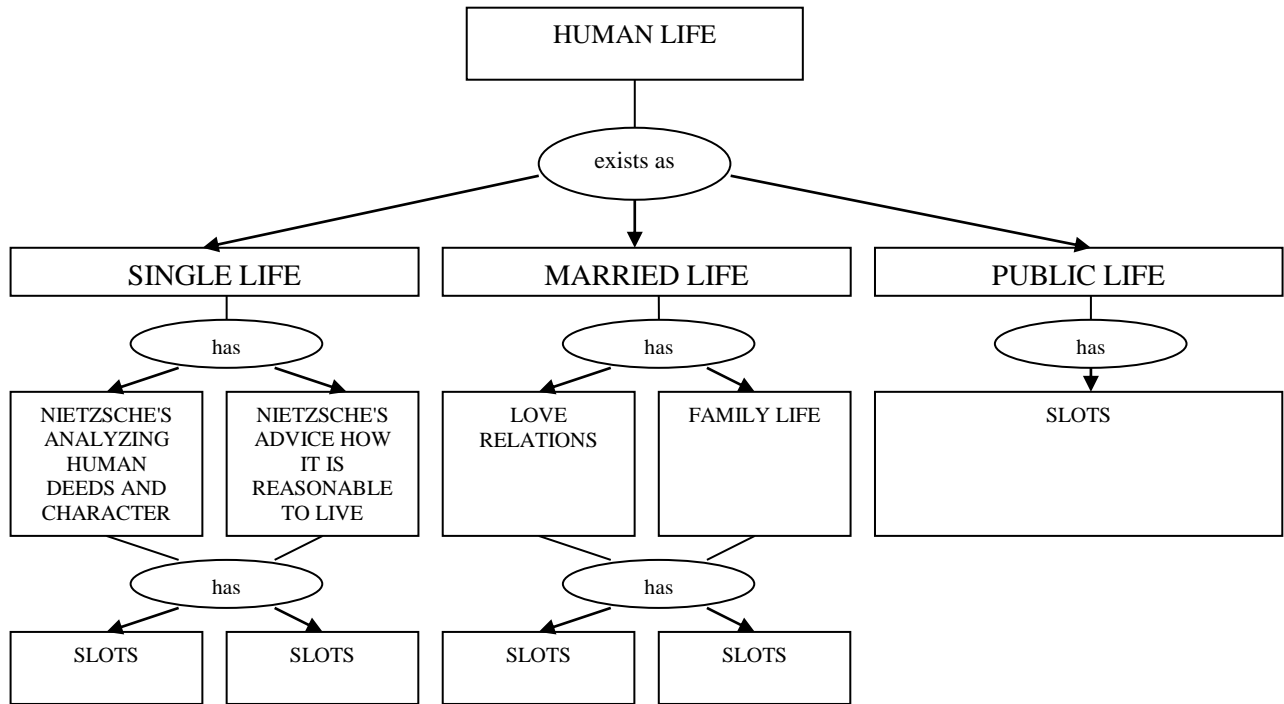 HUMAN LIFE
exists as
SINGLE LIFE
MARRIED LIFE
PUBLIC LIFE
has
has
has
NIETZSCHE'S
ANALYZING
HUMAN
DEEDS AND
CHARACTER
NIETZSCHE'S
ADVICE HOW
IT IS
REASONABLE
TO LIVE
LOVE
RELATIONS
FAMILY LIFE
SLOTS
has
has
SLOTS
SLOTS
SLOTS
SLOTS